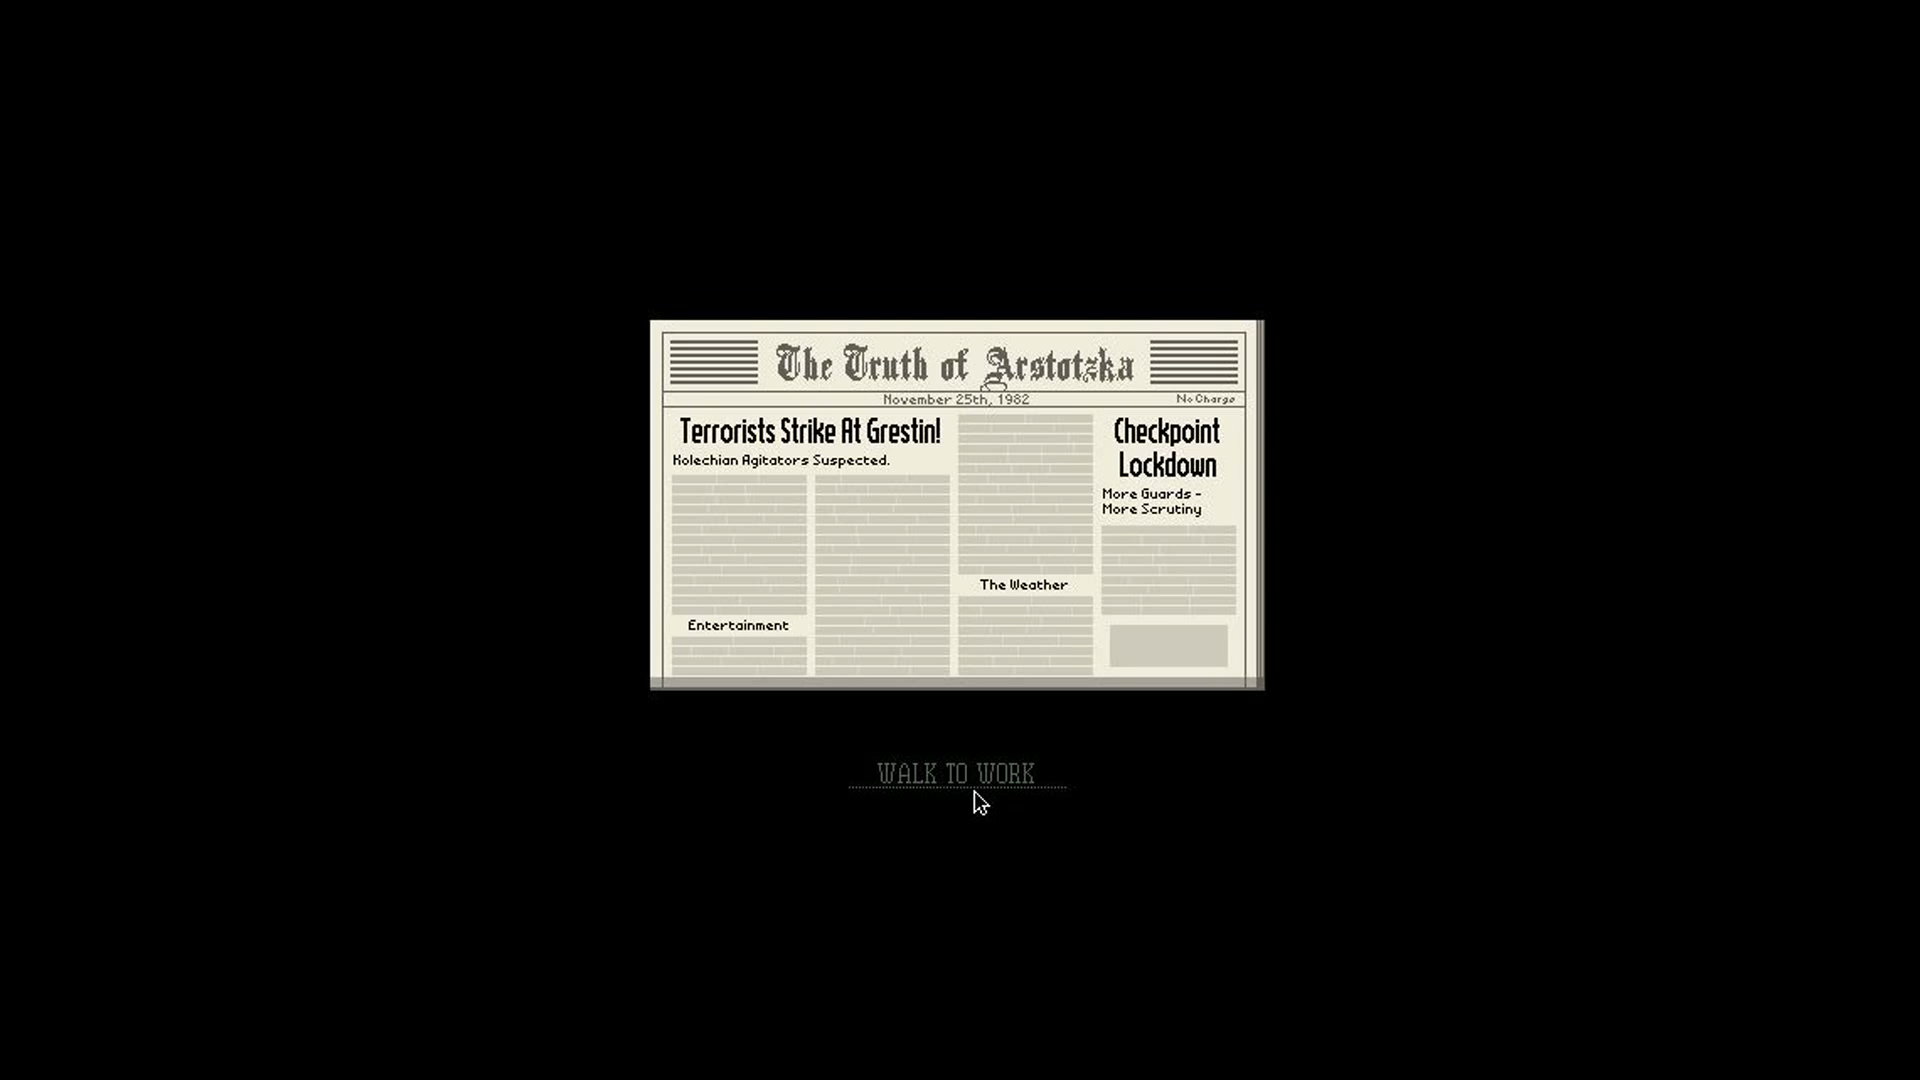 The Truth of Arstotzka
November 25th, 1982
No Charge
Terrorists Strike At Grestin!
Kolechian Agitators Suspected.
Entertainment
The Weather
Checkpoint
Lockdown
More Guards -
More Scrutiny
WALK TO WORK